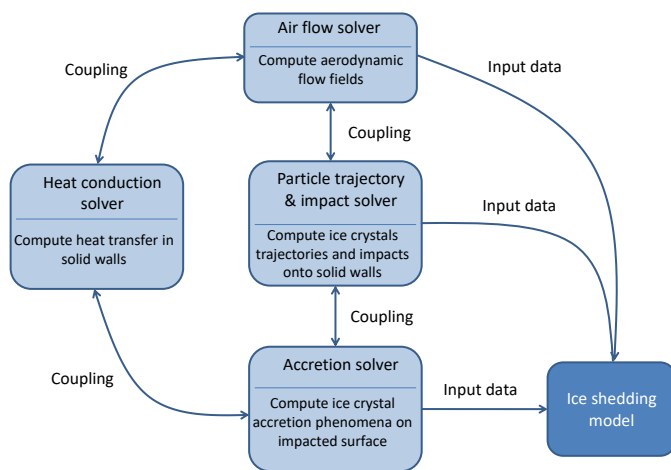 Air flow solver
Compute aerodynamic
flow fields
Coupling
Input data
Coupling
Heat conduction
solver
Compute heat transfer in
solid walls
Particle trajectory
& impact solver
Compute ice crystals
trajectories and impacts
onto solid walls
Input data
Coupling
Coupling
Accretion solver
Compute ice crystal
accretion phenomena on
impacted surface
Input data
Ice shedding
model